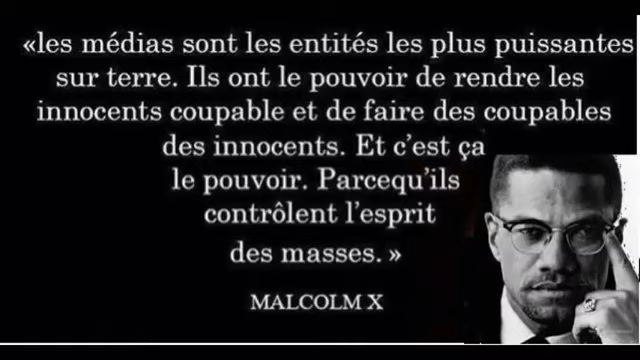 «les médias sont les entités les plus puissantes
sur terre. Ils ont le pouvoir de rendre les
innocents coupable et de faire des coupables
des innocents. Et c'est ça
le pouvoir. Parcequ'ils
contrôlent l'esprit
des masses. »
MALCOLM X